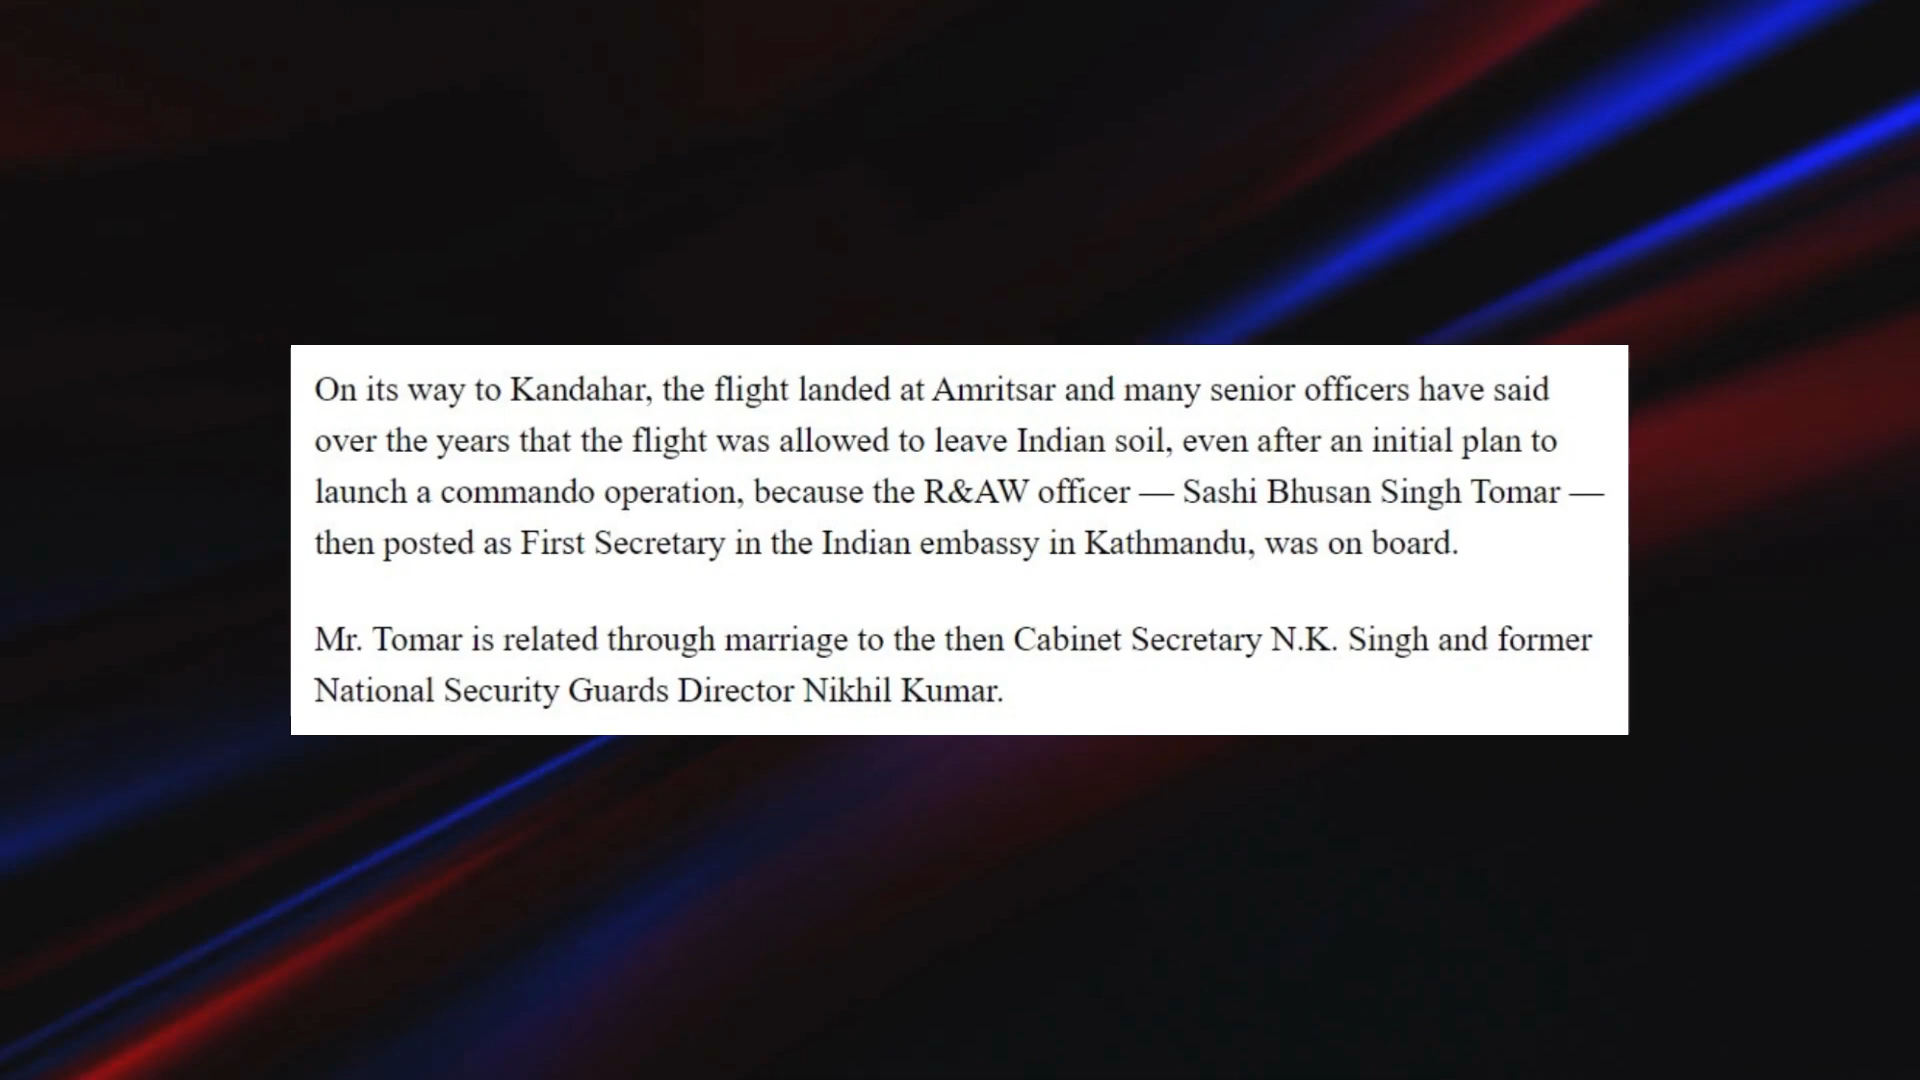 On its way to Kandahar, the flight landed at Amritsar and many senior officers have said
over the years that the flight was allowed to leave Indian soil, even after an initial plan to
launch a commando operation, because the R&AW officer — Sashi Bhusan Singh Tomar —
then posted as First Secretary in the Indian embassy in Kathmandu, was on board.
Mr. Tomar is related through marriage to the then Cabinet Secretary N.K. Singh and former
National Security Guards Director Nikhil Kumar.